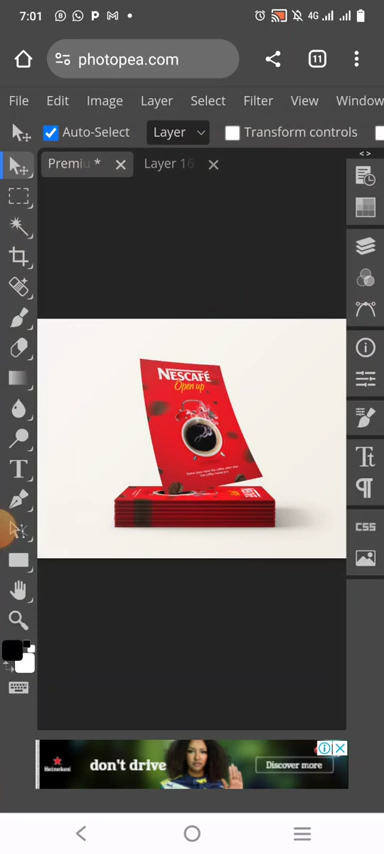 7:01
4G
photopea.com
11
File Edit Image Layer Select Filter View Window
Auto-Select Layer Transform controls
Premiu * Layer 16
NESCAFÉ
Open up
CSS
Heineken
don't drive
Discover more